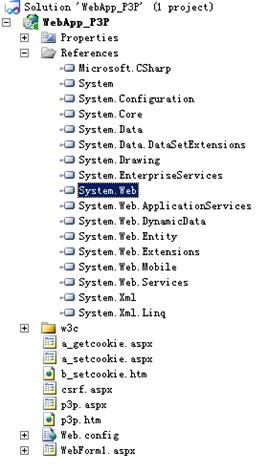 Solution 'WebApp_P3P' (1 project)
WebApp_P3P
Properties
References
Microsoft.CSharp
System
System.Configuration
System.Core
System.Data
System.Data.DataSetExtensions
System.Drawing
System.EnterpriseServices
System.Web
System.Web.ApplicationServices
System.Web.DynamicData
System.Web.Entity
System.Web.Extensions
System.Web.Mobile
System.Web.Services
System.Xml
System.Xml.Linq
w3c
a_getcookie.aspx
a_setcookie.aspx
b_setcookie.htm
csrf.aspx
p3p.aspx
p3p.htm
Web.config
WebForm1.aspx